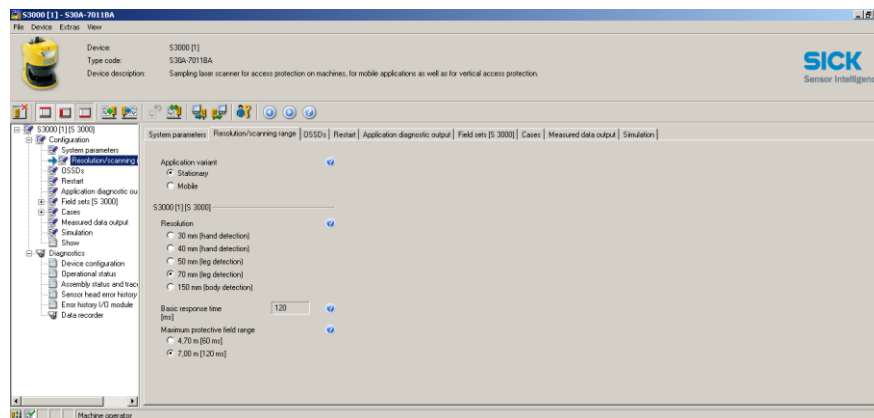 S3000 [1] - S30A-7011BA
File Device Extras View
Device: S3000 [1]
Type code: S30A-7011BA
Device description: Sampling laser scanner for access protection on machines, for mobile applications as well as for vertical access protection.
SICK
Sensor Intelligenc
S3000 [1] [S 3000]
Configuration
System parameters
Resolution/scanning r
OSSDs
Restart
Application diagnostic ou
Field sets [S 3000]
Cases
Measured data output
Simulation
Show
Diagnostics
Device configuration
Operational status
Assembly status and trace
Sensor head error history
Error history I/O module
Data recorder
System parameters Resolution/scanning range OSSDs Restart Application diagnostic output Field sets [S 3000] Cases Measured data output Simulation
Application variant
Stationary
Mobile
S3000 [1] [S 3000]
Resolution
30 mm (hand detection)
40 mm (hand detection)
50 mm (leg detection)
70 mm (leg detection)
150 mm (body detection)
Basic response time 120
[ms]
Maximum protective field range
4,70 m [60 ms]
7,00 m [120 ms]
Machine operator